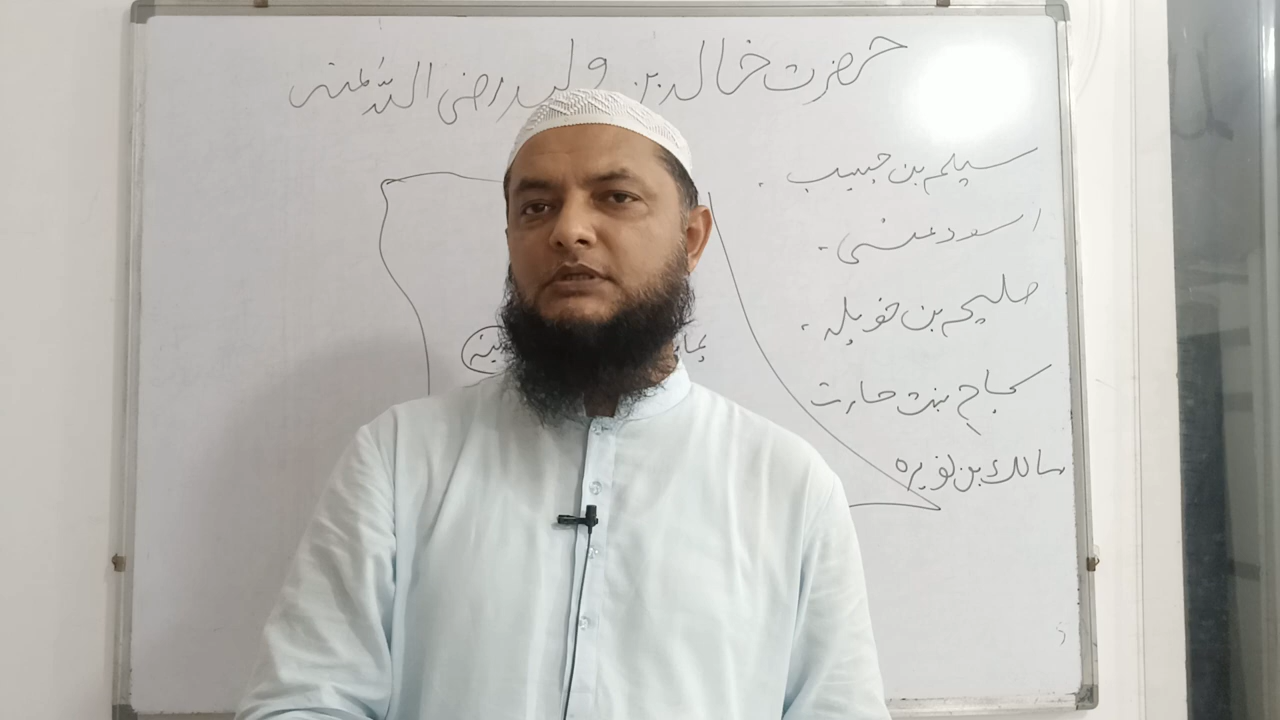 حضرت خالد بن ولید رضی اللہ عنہ
مسیلمہ بن حبیب
اسود عنسی
طلیحہ بن خویلد
سجاح بنت حارث
مالک بن نویرہ